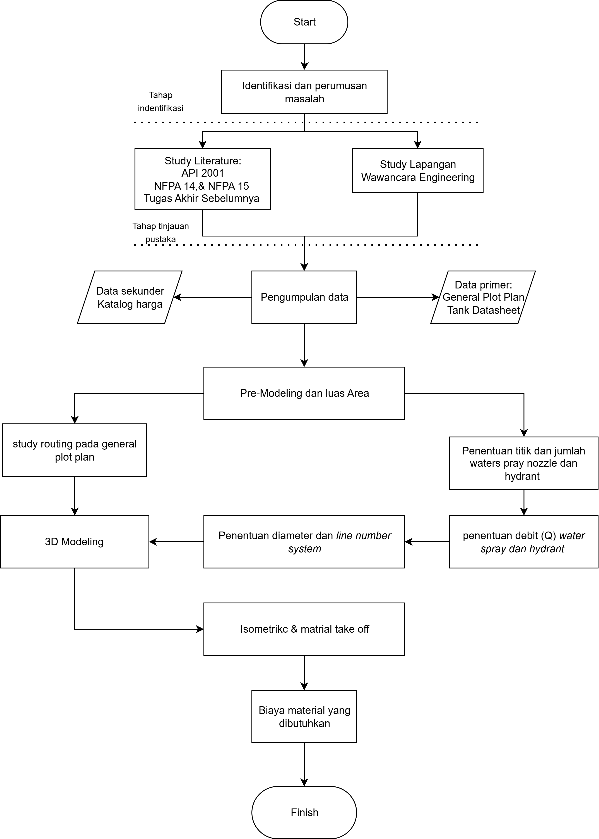 Start
Identifikasi dan perumusan
masalah
Tahap
indentifikasi
Study Literature:
API 2001
NFPA 14,& NFPA 15
Tugas Akhir Sebelumnya
Study Lapangan
Wawancara Engineering
Tahap tinjauan
pustaka
Data sekunder
Katalog harga
Pengumpulan data
Data primer:
General Plot Plan
Tank Datasheet
Pre-Modeling dan luas Area
study routing pada general
plot plan
Penentuan titik dan jumlah
waters pray nozzle dan
hydrant
3D Modeling
Penentuan diameter dan line number
system
penentuan debit (Q) water
spray dan hydrant
Isometrikc & matrial take off
Biaya material yang
dibutuhkan
Finish